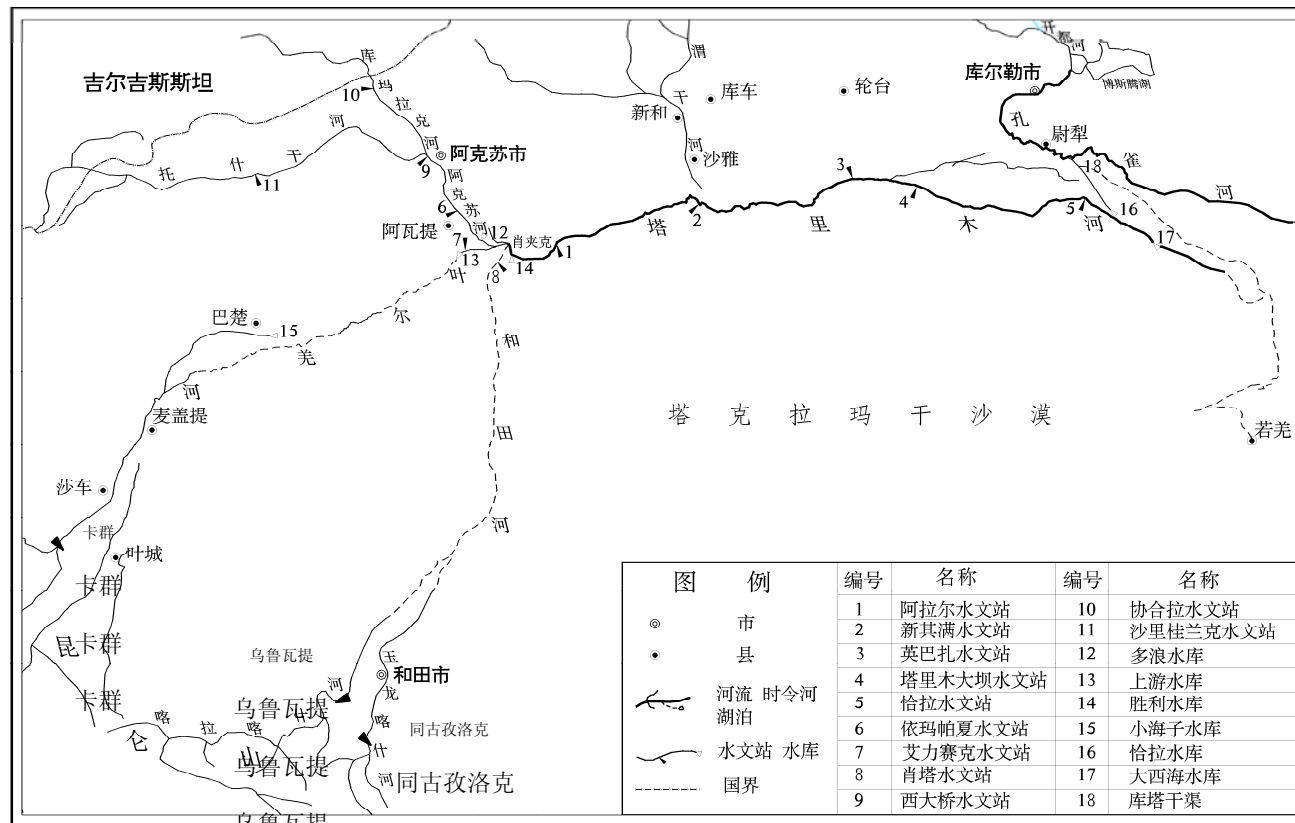 开都河
博斯腾湖
库尔勒市
孔雀河
尉犁
轮台
库车
新和
渭干河
沙雅
吉尔吉斯斯坦
库玛拉克河
10
托什干河
11
9
阿克苏市
阿克苏河
6
阿瓦提
7
12
13
肖夹克
8
14
1
塔里木河
2
3
4
5
18
16
17
叶尔羌河
巴楚
15
麦盖提
和田河
塔克拉玛干沙漠
若羌
莎车
卡群
叶城
卡群
卡群
卡群
昆仑
喀拉喀什
山
河
乌鲁瓦提
乌鲁瓦提
乌鲁瓦提
乌鲁瓦提
和田市
玉龙喀什河
同古孜洛克
同古孜洛克
图 例
市
县
河流 时令河
湖泊
水文站 水库
国界
编号 名称 编号 名称
1 阿拉尔水文站 10 协合拉水文站
2 新其满水文站 11 沙里桂兰克水文站
3 英巴扎水文站 12 多浪水库
4 塔里木大坝水文站 13 上游水库
5 恰拉水文站 14 胜利水库
6 依玛帕夏水文站 15 小海子水库
7 艾力赛克水文站 16 恰拉水库
8 肖塔水文站 17 大西海水库
9 西大桥水文站 18 库塔干渠